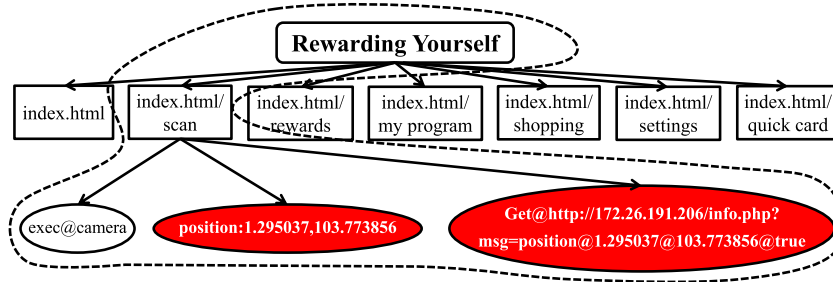 Rewarding Yourself
index.html
index.html/
scan
index.html/
rewards
index.html/
my program
index.html/
shopping
index.html/
settings
index.html/
quick card
exec@camera
position:1.295037,103.773856
Get@http://172.26.191.206/info.php?
msg=position@1.295037@103.773856@true